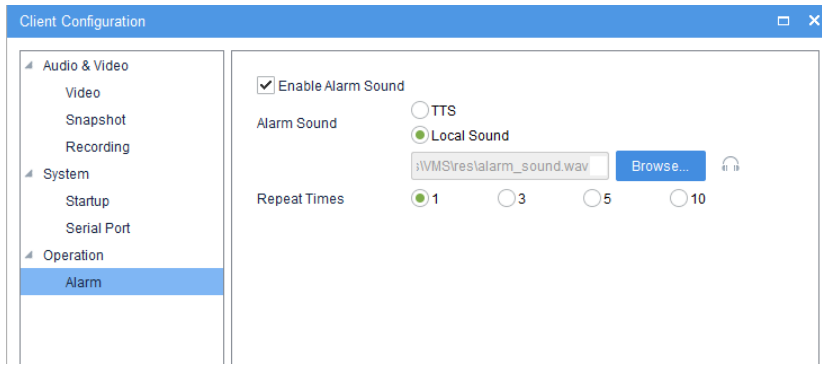 Client Configuration
Audio & Video
Video
Snapshot
Recording
System
Startup
Serial Port
Operation
Alarm
Enable Alarm Sound
Alarm Sound
TTS
Local Sound
\VMS\res\alarm_sound.wav
Browse...
Repeat Times
1 3 5 10